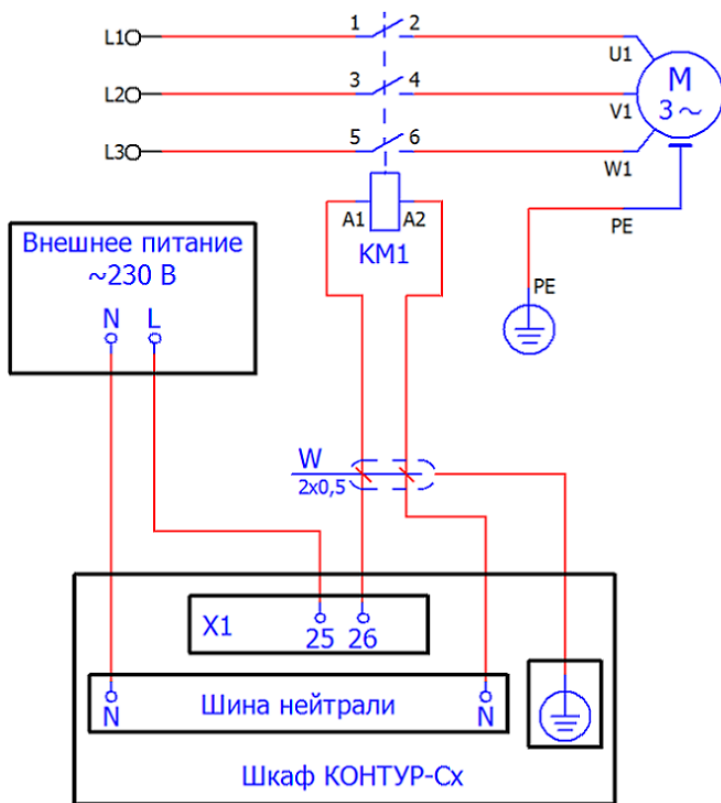 1 2
L1
U1
M
3~
3 4
L2
V1
5 6
L3
W1
A1 A2
KM1
PE
PE
Внешнее питание
~230 В
N L
W
2x0,5
X1
25 26
N Шина нейтрали N
Шкаф КОНТУР-Сх